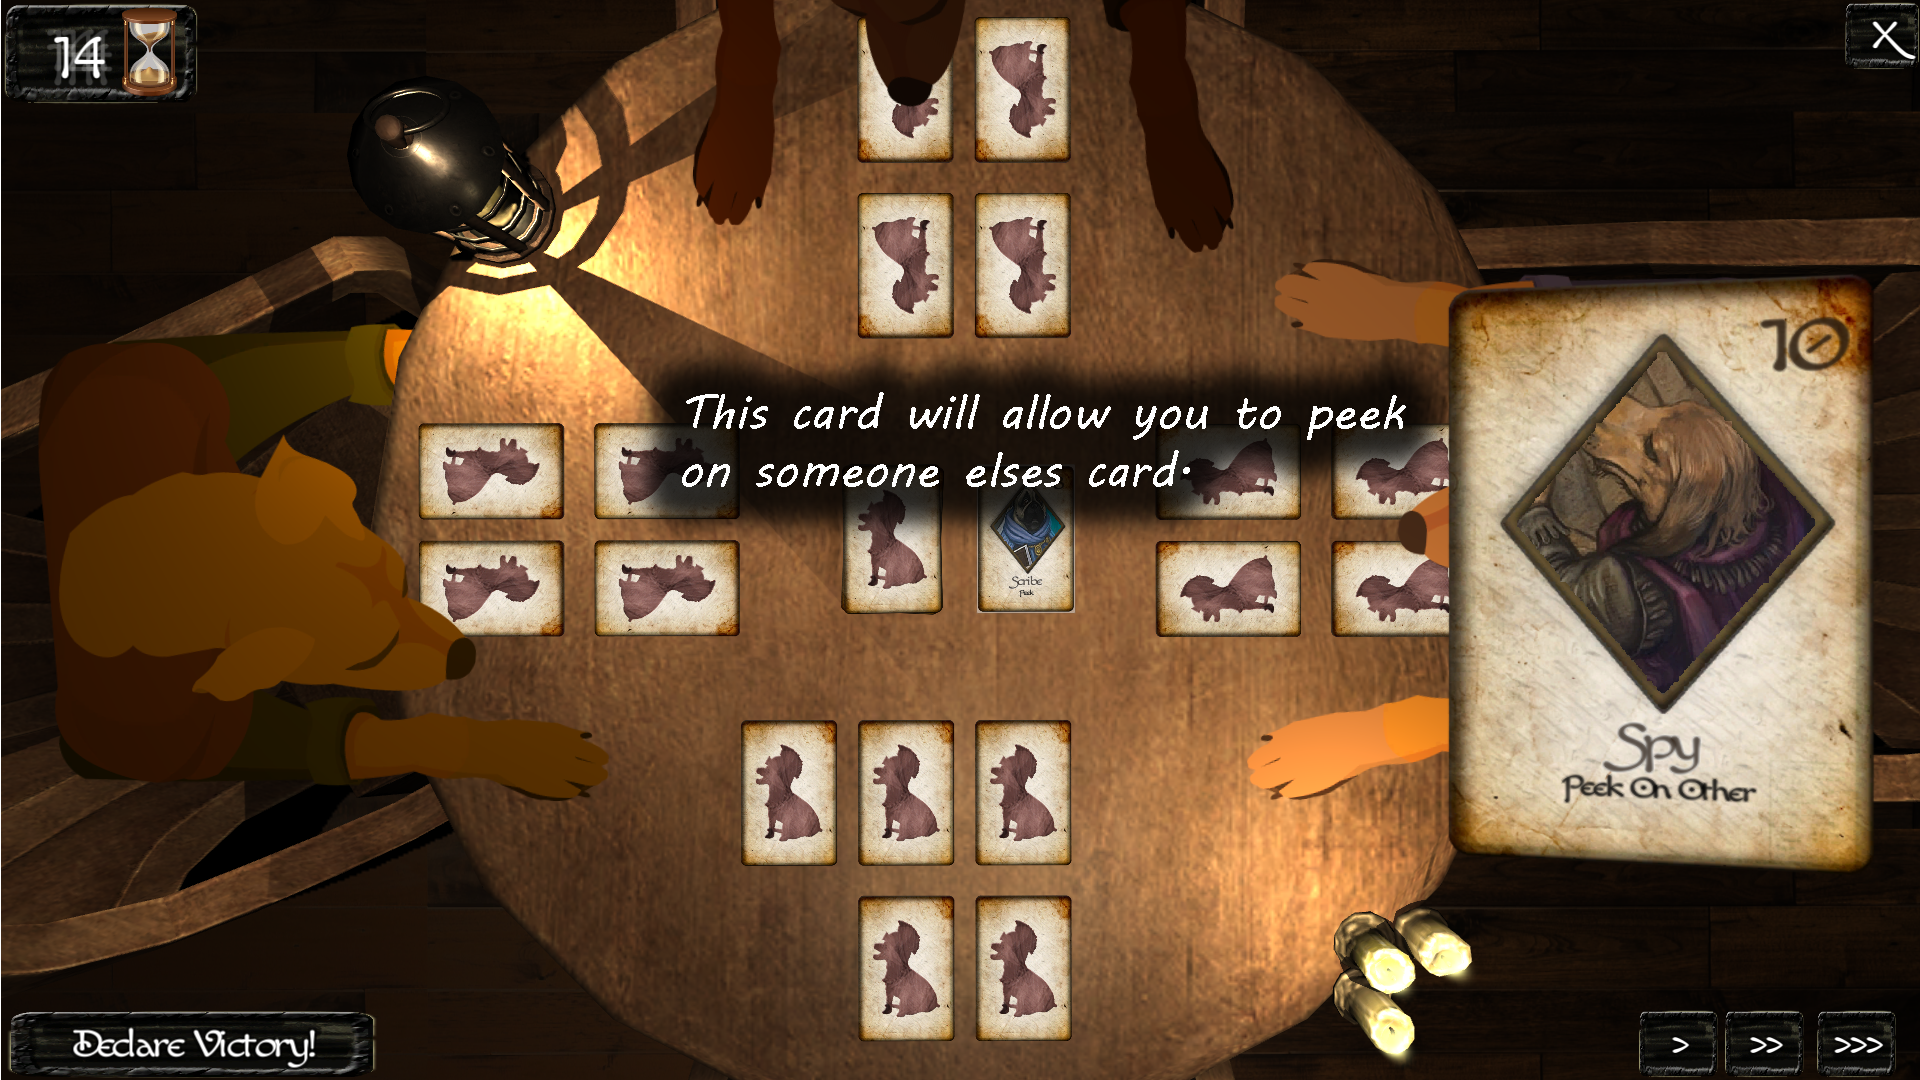 14
X
This card will allow you to peek
on someone elses card.
10
Scribe
Peek
Spy
Peek On Other
Declare Victory!
>
>>
>>>